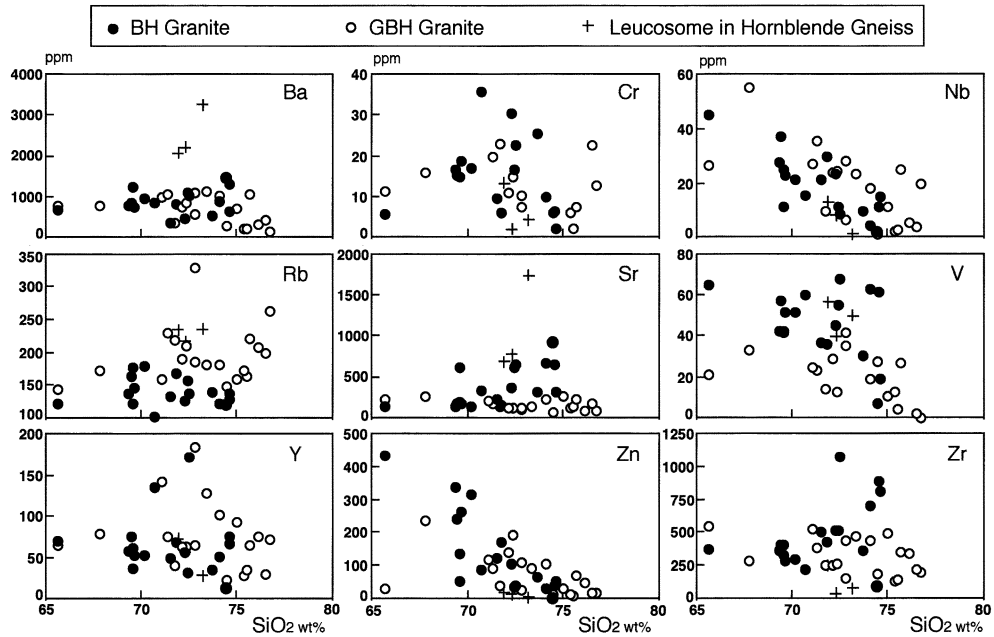 BH Granite GBH Granite Leucosome in Hornblende Gneiss
ppm ppm ppm
4000 3000 2000 1000 0 Ba
40 30 20 10 0 Cr
60 40 20 0 Nb
350 300 250 200 150 100 Rb
2000 1500 1000 500 0 Sr
80 60 40 20 0 V
200 150 100 50 0 Y
500 400 300 200 100 0 Zn
1250 1000 750 500 250 0 Zr
65 70 75 80 65 70 75 80 65 70 75 80
SiO2 wt% SiO2 wt% SiO2 wt%